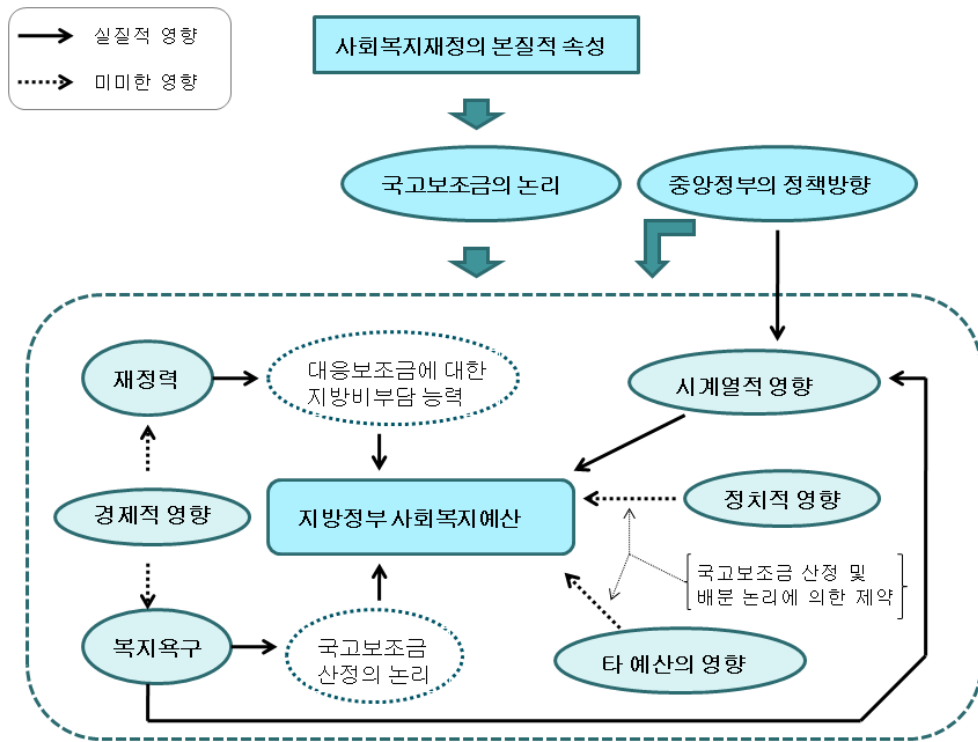 실질적 영향
미미한 영향
사회복지재정의 본질적 속성
국고보조금의 논리
중앙정부의 정책방향
재정력
대응보조금에 대한
지방비부담 능력
시계열적 영향
경제적 영향
지방정부 사회복지예산
정치적 영향
국고보조금 산정 및
배분 논리에 의한 제약
복지욕구
국고보조금
산정의 논리
타 예산의 영향